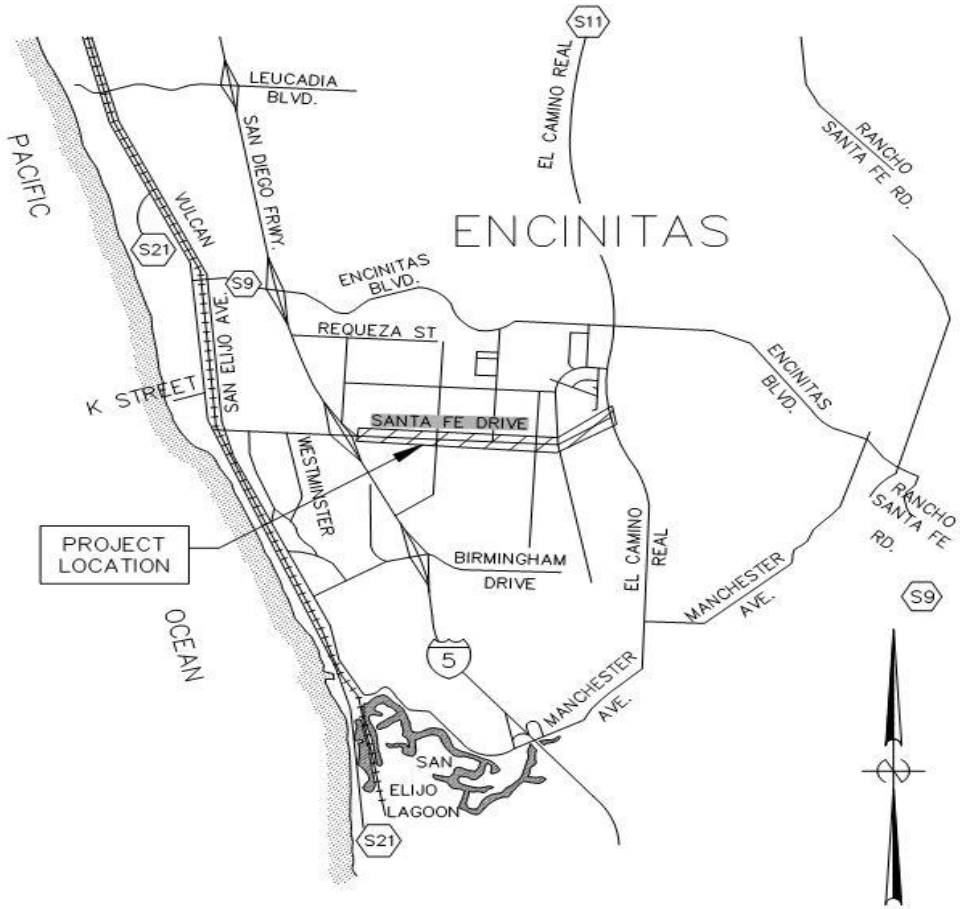 S11
LEUCADIA
BLVD.
EL CAMINO REAL
RANCHO
SANTA FE RD.
PACIFIC
SAN DIEGO FRWY.
VULCAN
S21
ENCINITAS
S9
ENCINITAS
BLVD.
SAN ELIJO AVE.
REQUEZA ST
K STREET
ENCINITAS
BLVD.
SANTA FE DRIVE
WESTMINSTER
RANCHO
SANTA FE
RD.
PROJECT
LOCATION
BIRMINGHAM
DRIVE
EL CAMINO
REAL
MANCHESTER
AVE.
S9
OCEAN
5
MANCHESTER
AVE.
SAN
ELIJO
LAGOON
S21